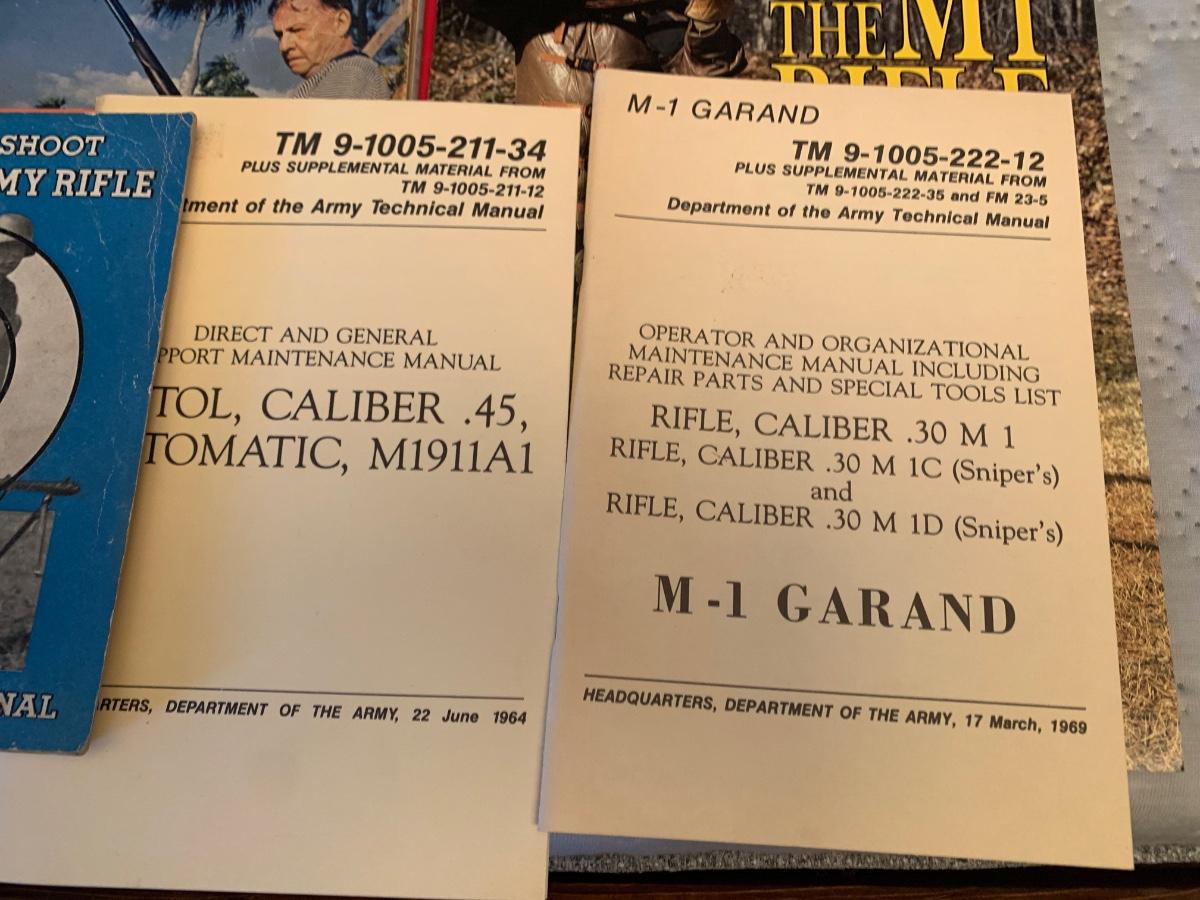 THE M1
RIFLE
SHOOT
MY RIFLE
NAL
TM 9-1005-211-34
PLUS SUPPLEMENTAL MATERIAL FROM
TM 9-1005-211-12
tment of the Army Technical Manual
DIRECT AND GENERAL
PPORT MAINTENANCE MANUAL
TOL, CALIBER .45,
TOMATIC, M1911A1
RTERS, DEPARTMENT OF THE ARMY, 22 June 1964
M-1 GARAND
TM 9-1005-222-12
PLUS SUPPLEMENTAL MATERIAL FROM
TM 9-1005-222-35 and FM 23-5
Department of the Army Technical Manual
OPERATOR AND ORGANIZATIONAL
MAINTENANCE MANUAL INCLUDING
REPAIR PARTS AND SPECIAL TOOLS LIST
RIFLE, CALIBER .30 M 1
RIFLE, CALIBER .30 M 1C (Sniper's)
and
RIFLE, CALIBER .30 M 1D (Sniper's)
M-1 GARAND
HEADQUARTERS, DEPARTMENT OF THE ARMY, 17 March, 1969